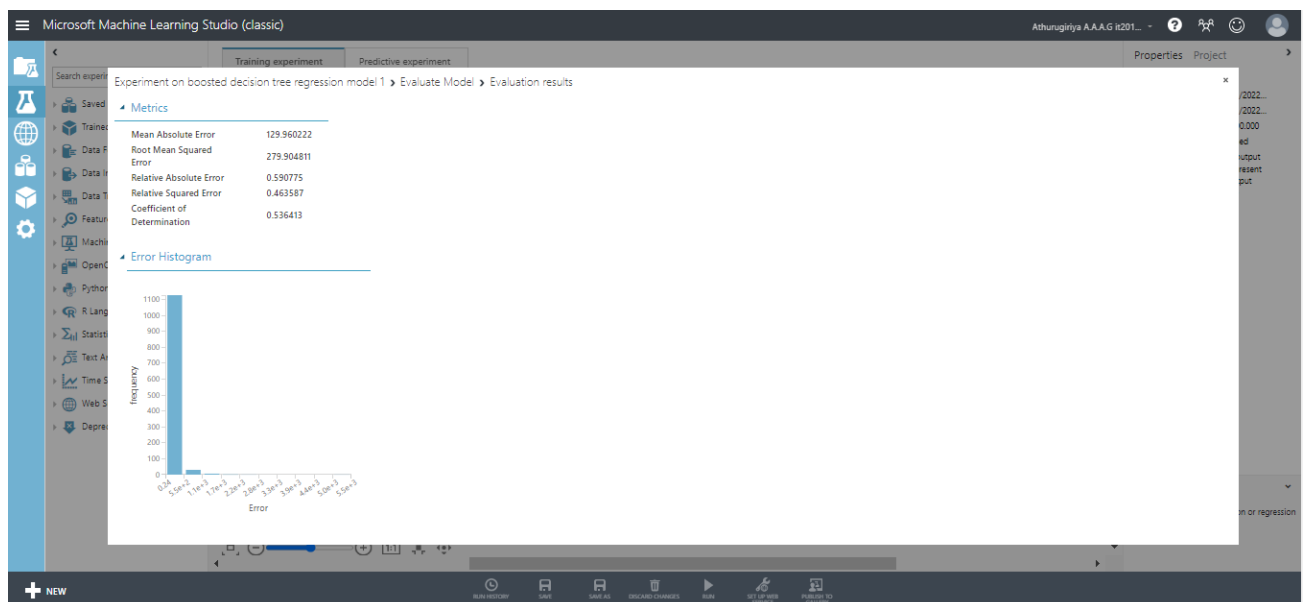 Microsoft Machine Learning Studio (classic)
Athurugiriya A.A.A.G it201...
Training experiment
Predictive experiment
Properties Project
Search experim
Experiment on boosted decision tree regression model 1 › Evaluate Model › Evaluation results
x
Saved
Trained
Data F
Data In
Data T
Feature
Machin
OpenC
Python
R Lang
Statisti
Text An
Time S
Web S
Depre
Metrics
Mean Absolute Error 129.960222
Root Mean Squared
Error 279.904811
Relative Absolute Error 0.590775
Relative Squared Error 0.463587
Coefficient of
Determination 0.536413
Error Histogram
1100
1000
900
800
700
600
500
400
300
200
100
0
frequency
0.24
5.5e+2
1.1e+3
1.7e+3
2.2e+3
2.8e+3
3.3e+3
3.9e+3
4.4e+3
5.0e+3
5.5e+3
Error
/2022...
/2022...
0.000
ed
utput
resent
put
on or regression
1:1
NEW
RUN HISTORY
SAVE
SAVE AS
DISCARD CHANGES
RUN
SET UP WEB
PUBLISH TO